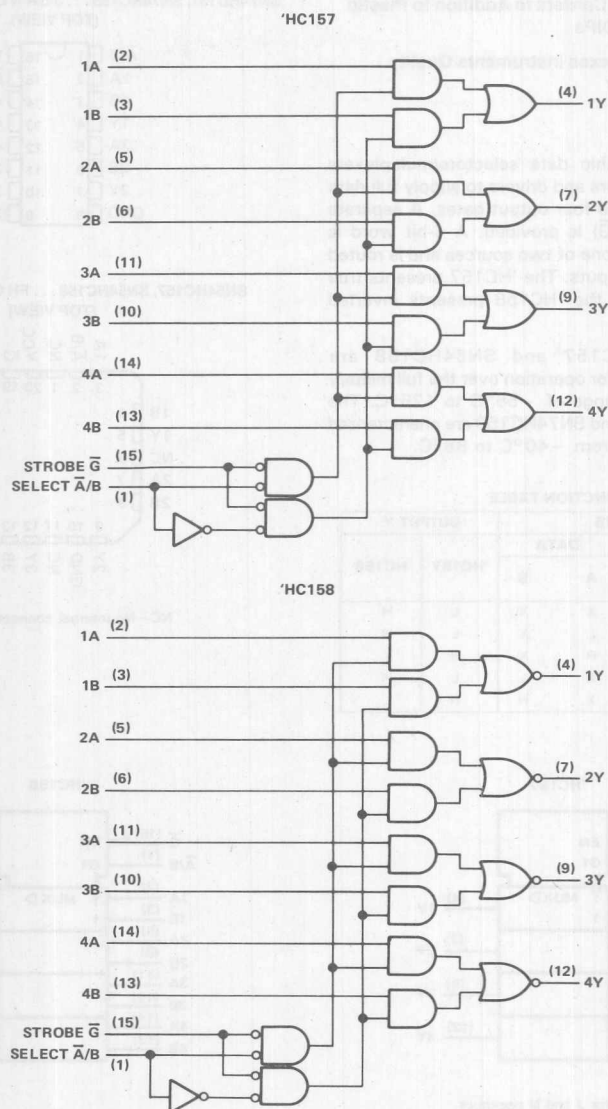 'HC157
1A (2)
(4) 1Y
1B (3)
2A (5)
(7) 2Y
2B (6)
3A (11)
(9) 3Y
3B (10)
4A (14)
(12) 4Y
4B (13)
STROBE G̅ (15)
SELECT A̅/B
(1)
'HC158
1A (2)
(4) 1Y
1B (3)
2A (5)
(7) 2Y
2B (6)
3A (11)
(9) 3Y
3B (10)
4A (14)
(12) 4Y
4B (13)
STROBE G̅ (15)
SELECT A̅/B
(1)